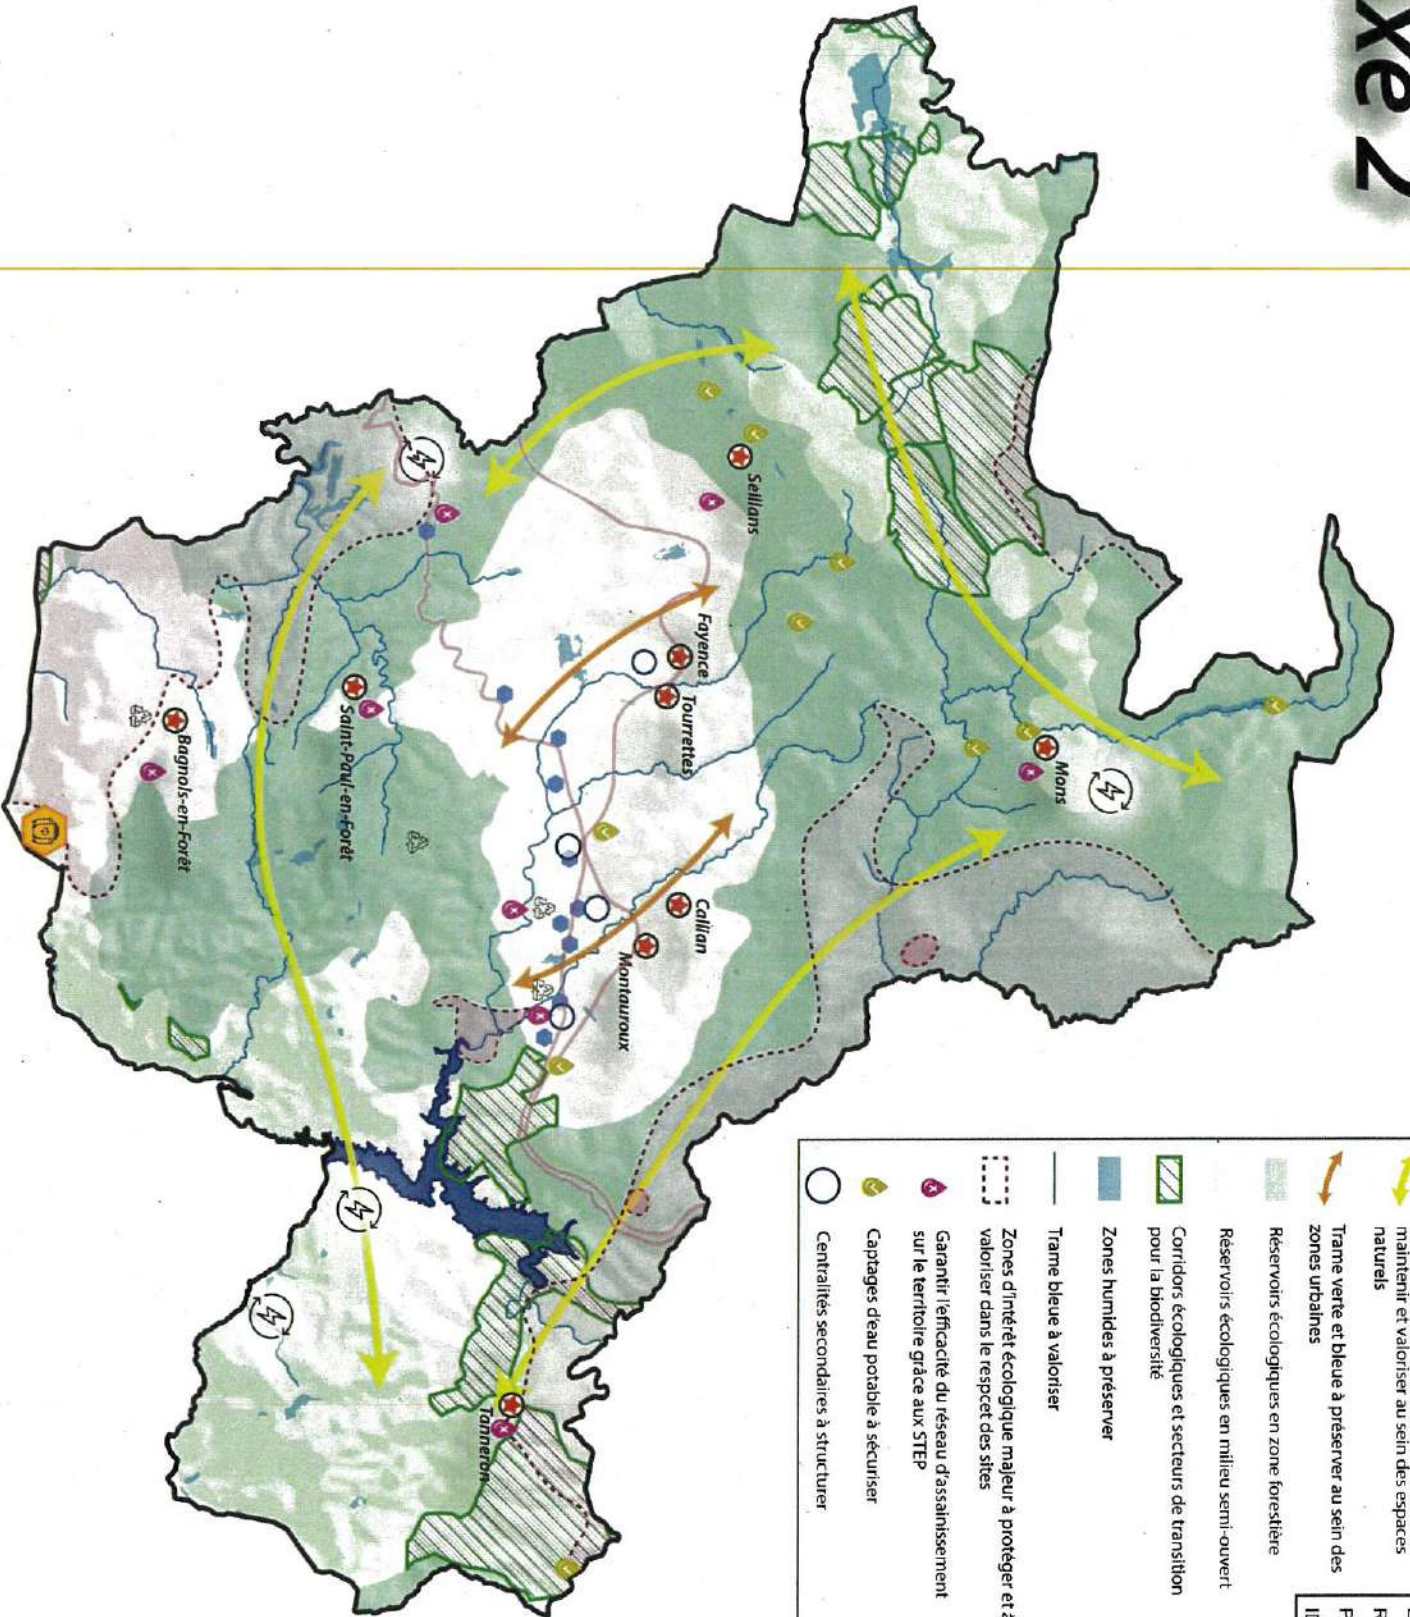 xe 2
Seillans
Fayence
Tourrettes
Mons
Callian
Montauroux
Saint-Paul-en-Forêt
Bagnols-en-Forêt
Tanneron
maintenir et valoriser au sein des espaces
naturels
Trame verte et bleue à préserver au sein des
zones urbaines
Réservoirs écologiques en zone forestière
Réservoirs écologiques en milieu semi-ouvert
Corridors écologiques et secteurs de transition
pour la biodiversité
Zones humides à préserver
Trame bleue à valoriser
Zones d'intérêt écologique majeur à protéger et à
valoriser dans le respcet des sites
Garantir l'efficacité du réseau d'assainissement
sur le territoire grâce aux STEP
Captages d'eau potable à sécuriser
Centralités secondaires à structurer